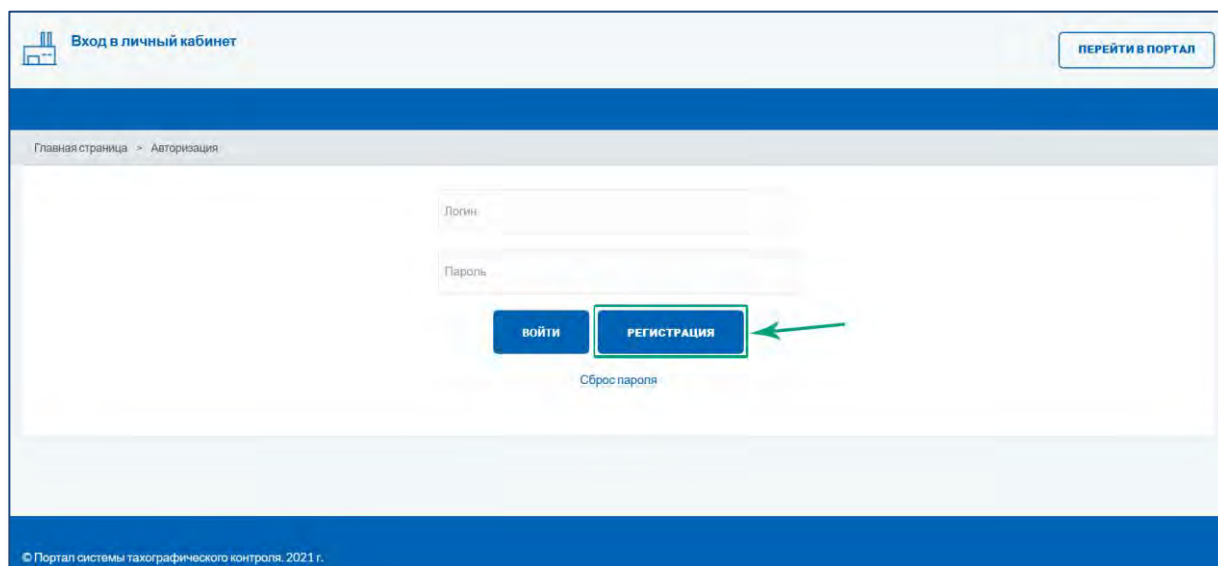 Вход в личный кабинет
ПЕРЕЙТИ В ПОРТАЛ
Главная страница > Авторизация
Логин
Пароль
ВОЙТИ
РЕГИСТРАЦИЯ
Сброс пароля
© Портал системы тахографического контроля. 2021 г.